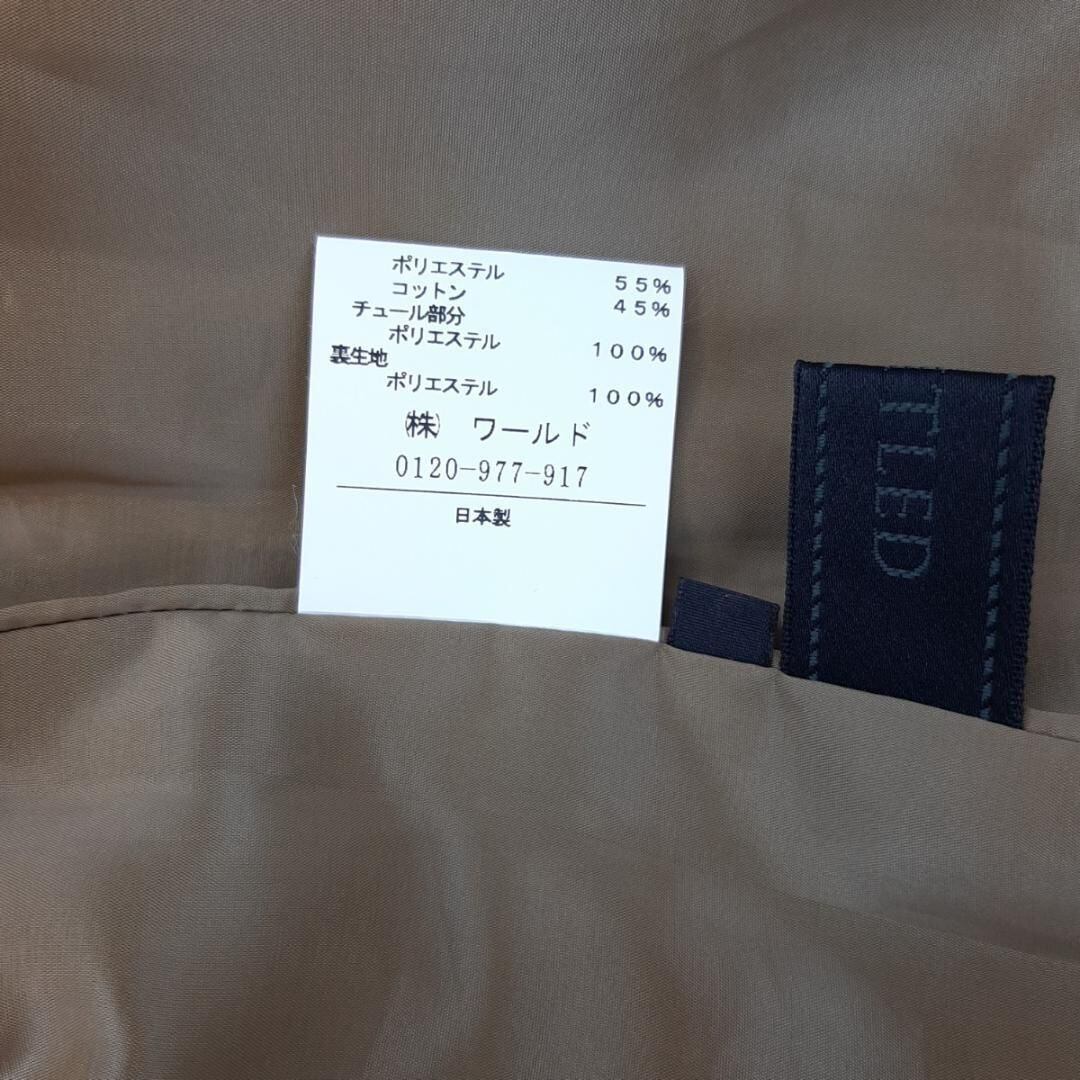 ポリエステル 55%
コットン 45%
チュール部分
ポリエステル 100%
裏生地
ポリエステル 100%
㈱ ワールド
0120-977-917
日本製
TLED